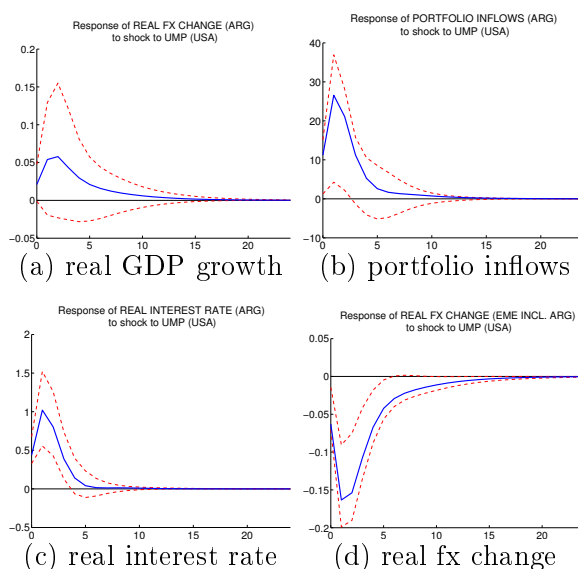 Response of REAL FX CHANGE (ARG)
to shock to UMP (USA)
0.2
0.15
0.1
0.05
0
−0.05
0 5 10 15 20
(a) real GDP growth
Response of PORTFOLIO INFLOWS (ARG)
to shock to UMP (USA)
40
30
20
10
0
−10
0 5 10 15 20
(b) portfolio inflows
Response of REAL INTEREST RATE (ARG)
to shock to UMP (USA)
2
1.5
1
0.5
0
−0.5
0 5 10 15 20
(c) real interest rate
Response of REAL FX CHANGE (EME INCL. ARG)
to shock to UMP (USA)
0.05
0
−0.05
−0.1
−0.15
−0.2
0 5 10 15 20
(d) real fx change